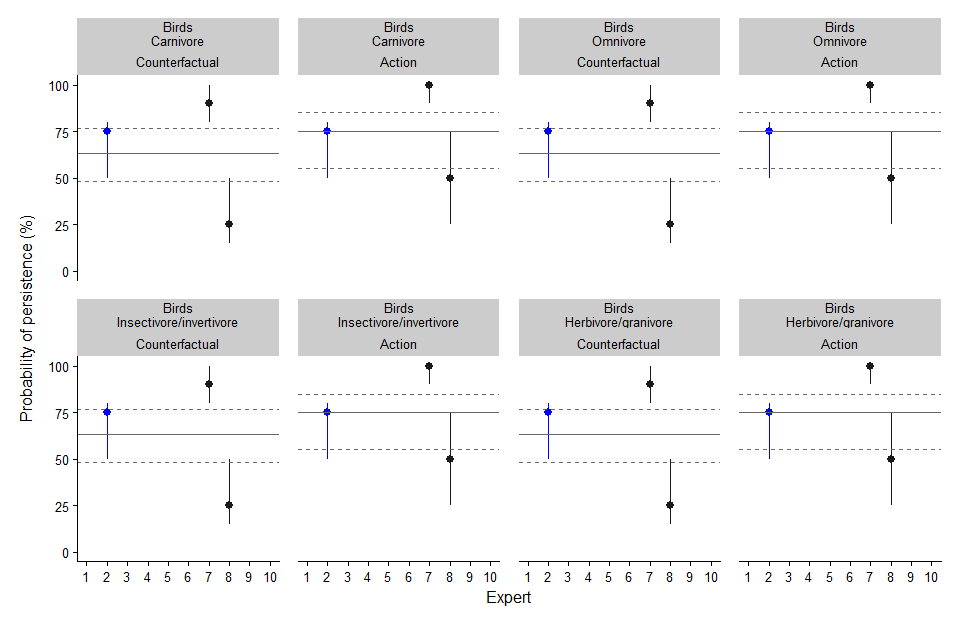 Birds Birds Birds Birds
Carnivore Carnivore Omnivore Omnivore
Counterfactual Action Counterfactual Action
100
75
50
25
0
Probability of persistence (%)
Birds Birds Birds Birds
Insectivore/invertivore Insectivore/invertivore Herbivore/granivore Herbivore/granivore
Counterfactual Action Counterfactual Action
100
75
50
25
0
1 2 3 4 5 6 7 8 9 10 1 2 3 4 5 6 7 8 9 10 1 2 3 4 5 6 7 8 9 10 1 2 3 4 5 6 7 8 9 10
Expert